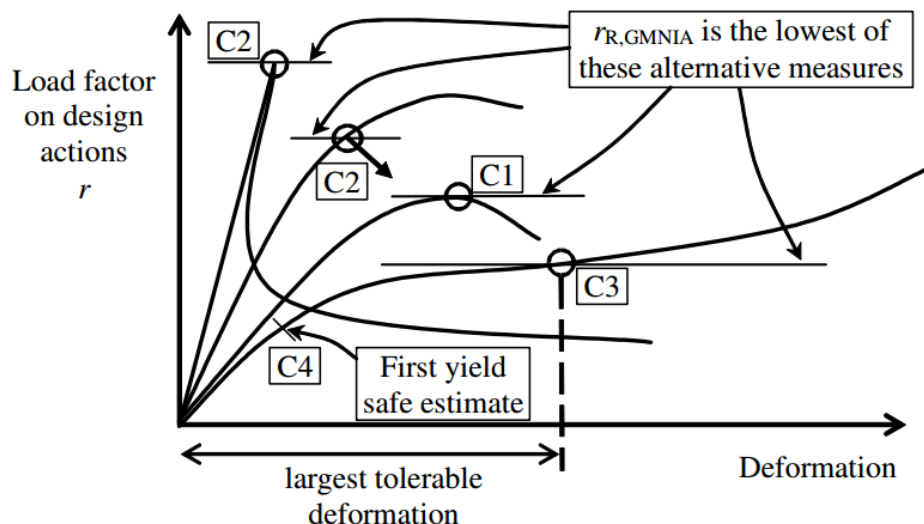 C2
r_R,GMNIA is the lowest of
these alternative measures
Load factor
on design
actions
r
C2
C1
C3
C4
First yield
safe estimate
largest tolerable
deformation
Deformation